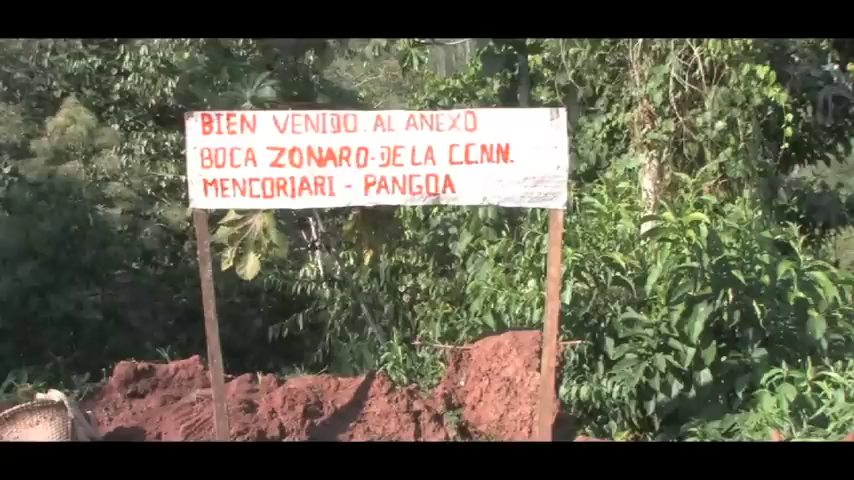 BIEN VENIDO AL ANEXO
BOCA ZONARO-DE LA CC.NN.
MENCORIARI - PANGOA